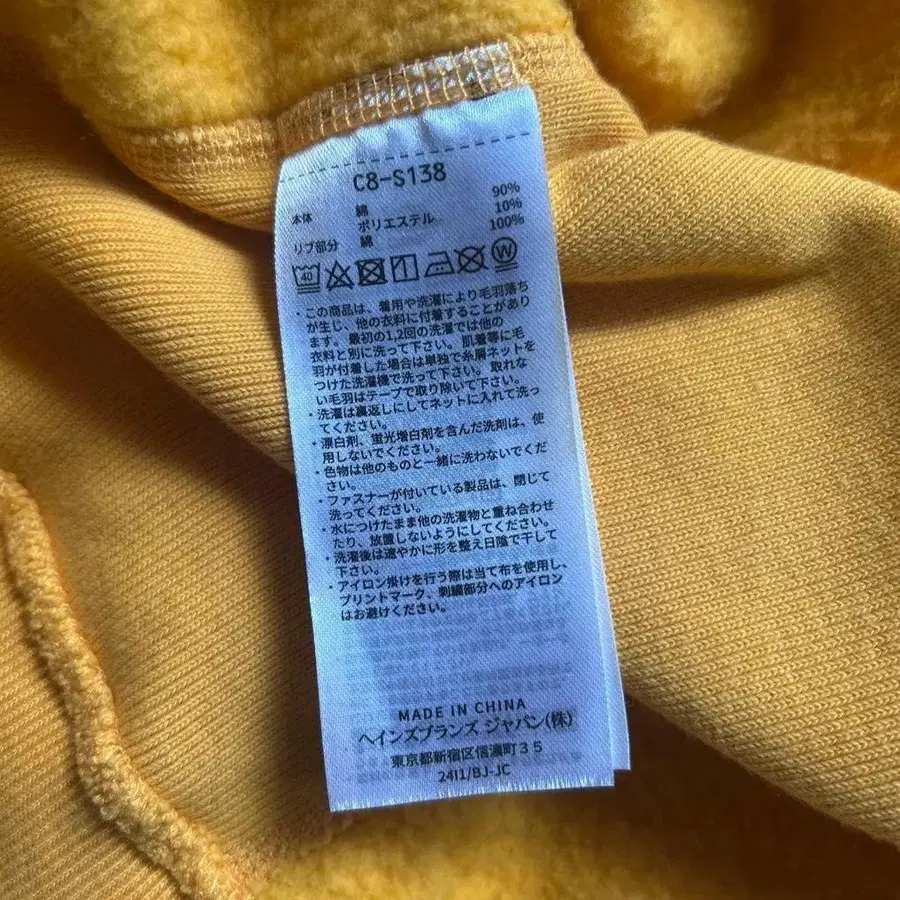 C8-S138
本体 綿 90%
ポリエステル 10%
リブ部分 綿 100%
40 W
・この商品は、着用や洗濯により毛羽落ち
が生じ、他の衣料に付着することがあり
ます。最初の1,2回の洗濯では他の
衣料と別に洗って下さい。肌着等に毛
羽が付着した場合は単独で糸屑ネットを
つけた洗濯機で洗って下さい。取れな
い毛羽はテープで取り除いて下さい。
・洗濯は裏返しにしてネットに入れて洗っ
てください。
・漂白剤、蛍光増白剤を含んだ洗剤は、使
用しないでください。
・色物は他のものと一緒に洗わないでくだ
さい。
・ファスナーが付いている製品は、閉じて
洗ってください。
・水につけたまま他の洗濯物と重ね合わせ
たり、放置しないようにしてください。
・洗濯後は速やかに形を整え日陰で干して
下さい。
・アイロン掛けを行う際は当て布を使用し、
プリントマーク、刺繍部分へのアイロン
はお避けください。
MADE IN CHINA
ヘインズブランズ ジャパン(株)
東京都新宿区信濃町35
24I1/BJ-JC